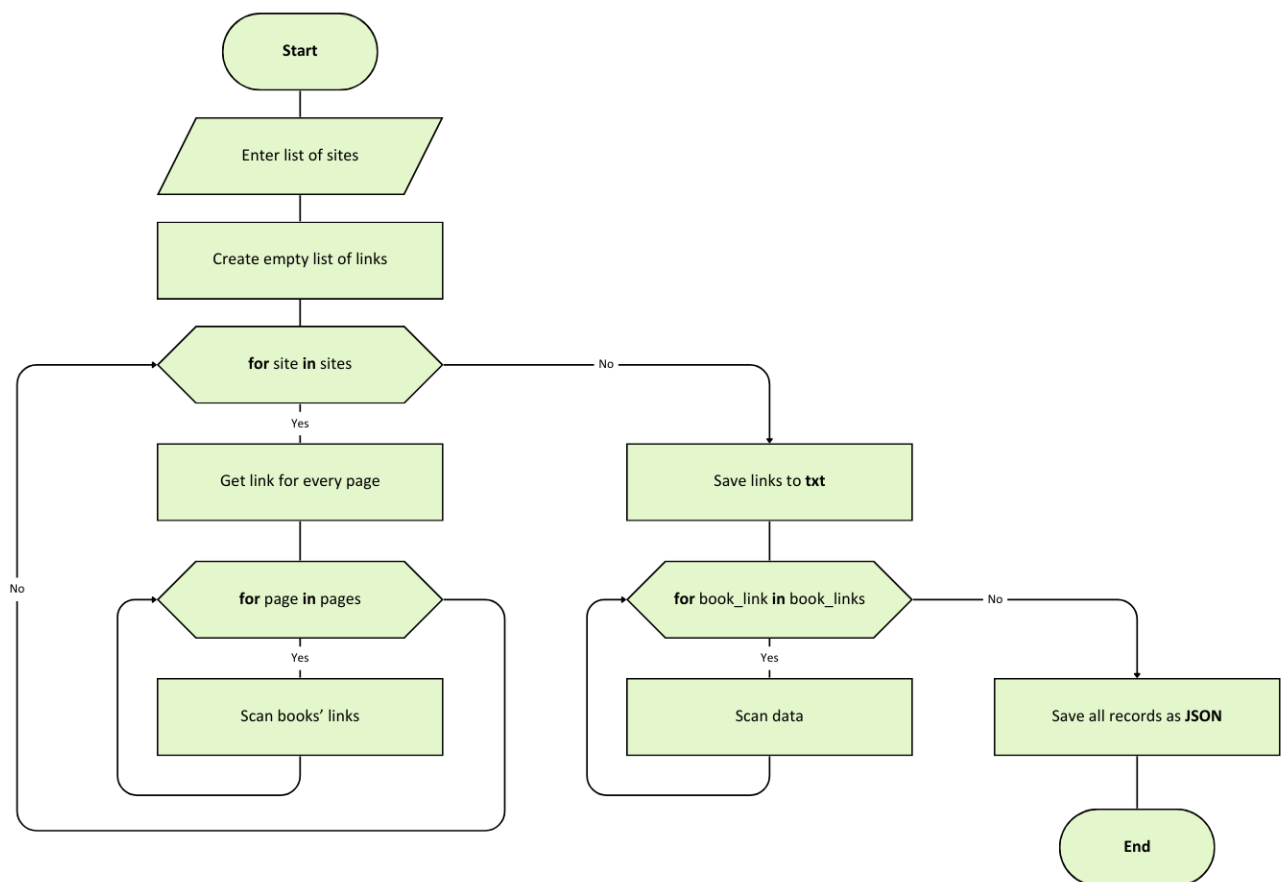 Start
Enter list of sites
Create empty list of links
for site in sites
No
Yes
Get link for every page
Save links to txt
No
for page in pages
for book_link in book_links
No
Yes
Yes
Scan books’ links
Scan data
Save all records as JSON
End